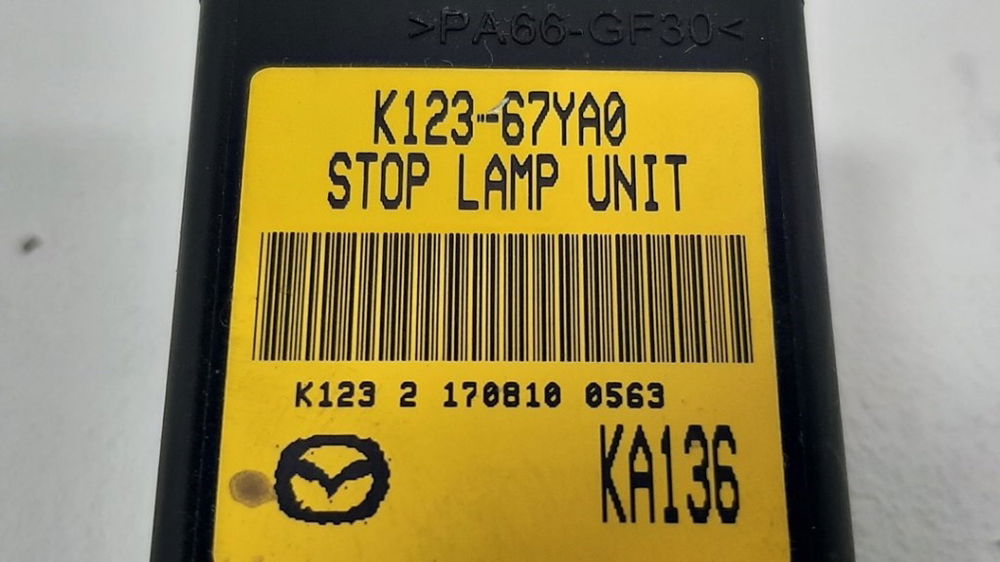 >PA66-GF30<
K123-67YA0
STOP LAMP UNIT
K123 2 170810 0563
KA136